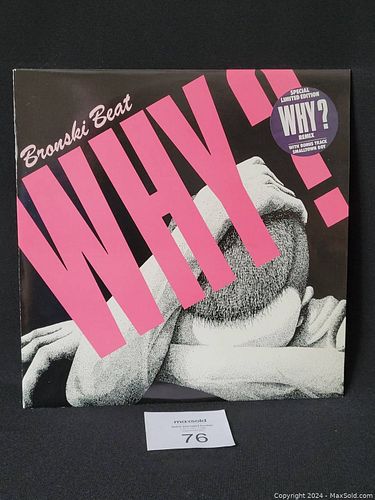 Bronski Beat
WHY?
SPECIAL
LIMITED EDITION
WHY?
REMIX
WITH BONUS TRACK
SMALLTOWN BOY
maxsold
76
Copyright 2024 - MaxSold.com